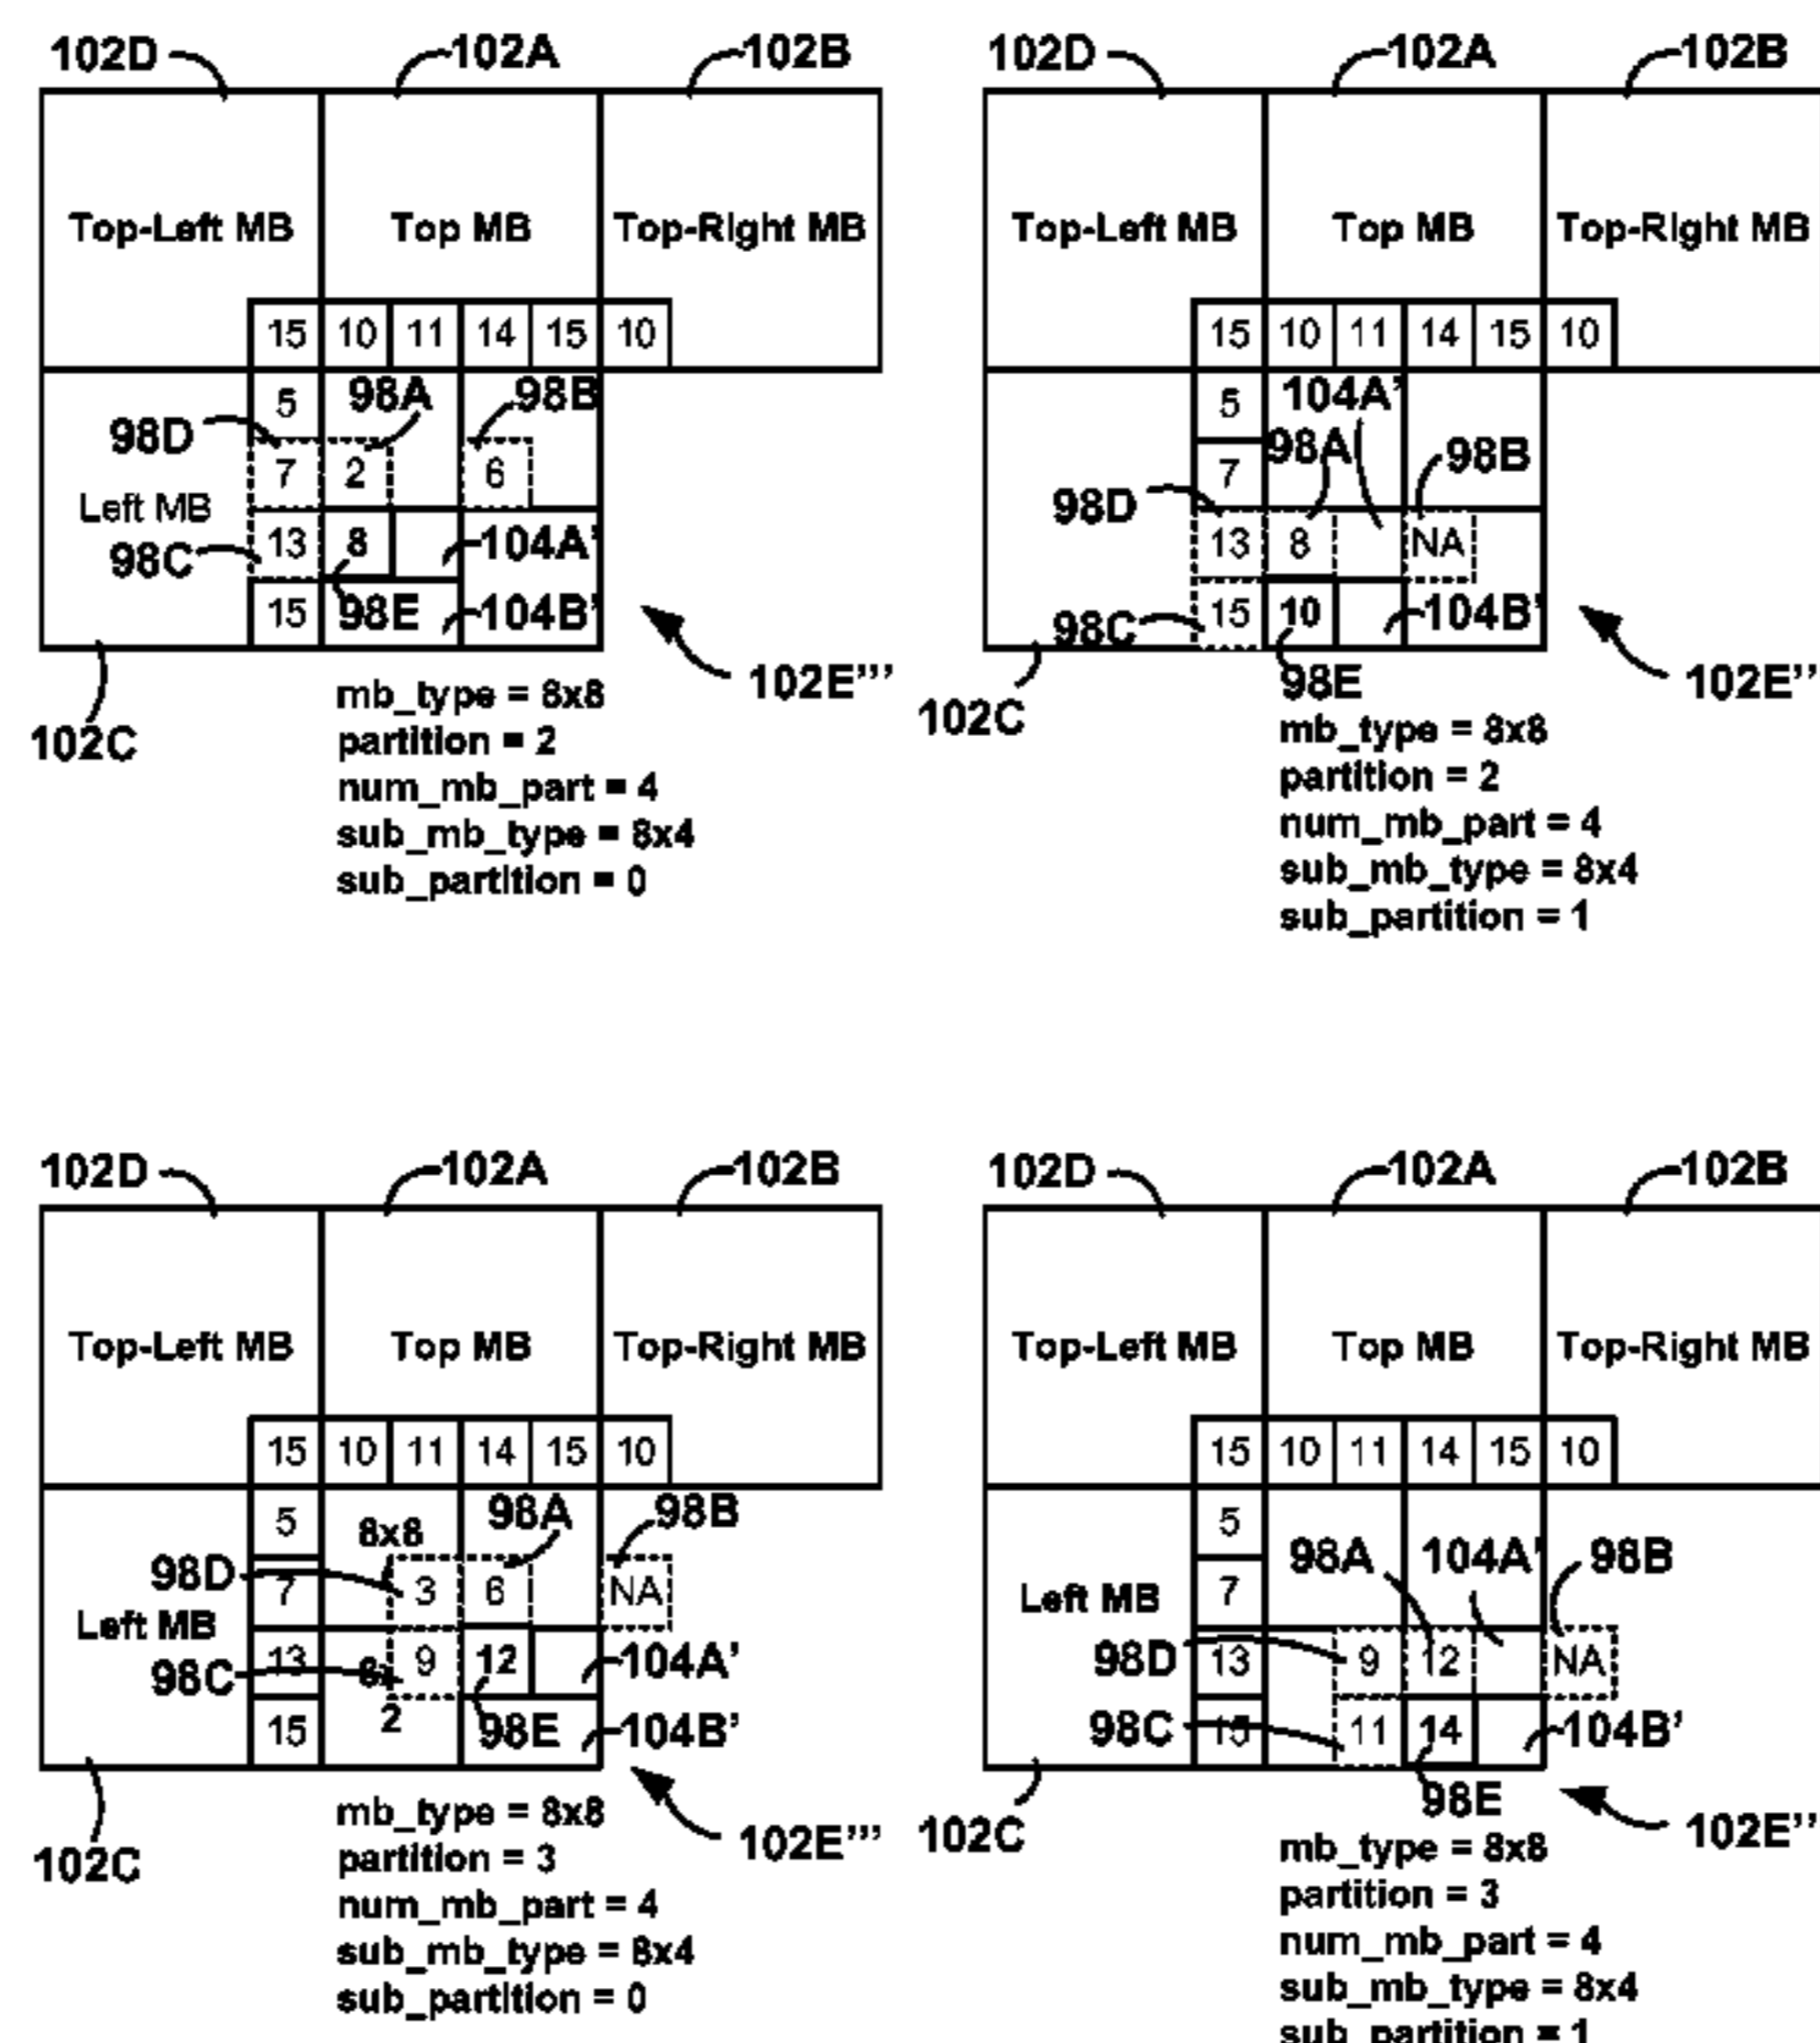 102D 102A 102B
Top-Left MB Top MB Top-Right MB
15 10 11 14 15 10
5 98A 98B
98D 7 2 6
Left MB
98C 13 8 104A'
15 98E 104B'
102E'''
102C
mb_type = 8x8
partition = 2
num_mb_part = 4
sub_mb_type = 8x4
sub_partition = 0
102D 102A 102B
Top-Left MB Top MB Top-Right MB
15 10 11 14 15 10
5 104A'
7 98A 98B
98D 13 8 NA
98C 15 10 104B'
98E 102E''
102C
mb_type = 8x8
partition = 2
num_mb_part = 4
sub_mb_type = 8x4
sub_partition = 1
102D 102A 102B
Top-Left MB Top MB Top-Right MB
15 10 11 14 15 10
5 8x8 98A 98B
98D 7 3 6 NA
Left MB
98C 13 8x 9 12 104A'
15 2 98E 104B'
102E'''
102C
mb_type = 8x8
partition = 3
num_mb_part = 4
sub_mb_type = 8x4
sub_partition = 0
102D 102A 102B
Top-Left MB Top MB Top-Right MB
15 10 11 14 15 10
5 98A 104A' 98B
Left MB 7
98D 13 9 12 NA
98C 15 11 14 104B'
98E
102C 102E''
mb_type = 8x8
partition = 3
num_mb_part = 4
sub_mb_type = 8x4
sub_partition = 1